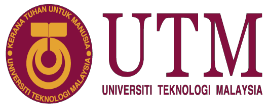 • KERANA TUHAN UNTUK MANUSIA •
UNIVERSITI TEKNOLOGI MALAYSIA
UTM
UNIVERSITI TEKNOLOGI MALAYSIA